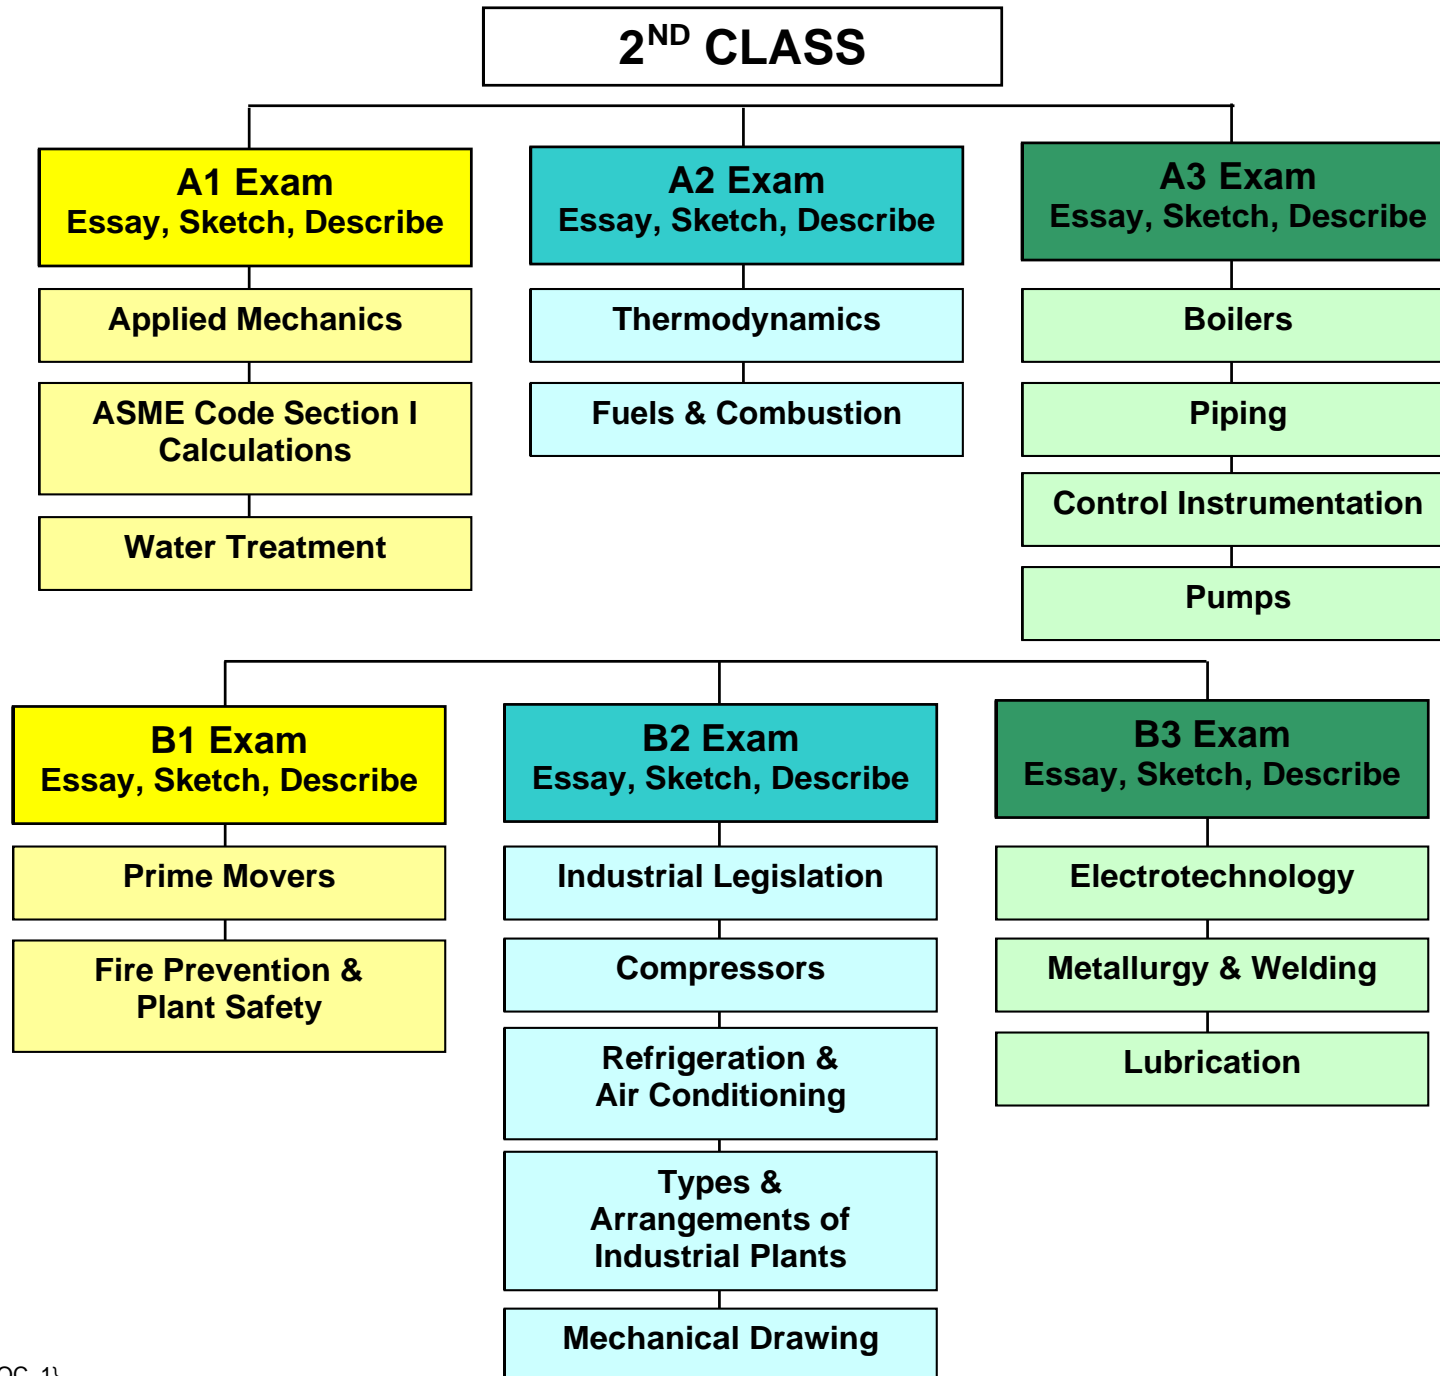 2ND CLASS
A1 Exam
Essay, Sketch, Describe
Applied Mechanics
ASME Code Section I
Calculations
Water Treatment
A2 Exam
Essay, Sketch, Describe
Thermodynamics
Fuels & Combustion
A3 Exam
Essay, Sketch, Describe
Boilers
Piping
Control Instrumentation
Pumps
B1 Exam
Essay, Sketch, Describe
Prime Movers
Fire Prevention &
Plant Safety
B2 Exam
Essay, Sketch, Describe
Industrial Legislation
Compressors
Refrigeration &
Air Conditioning
Types &
Arrangements of
Industrial Plants
Mechanical Drawing
B3 Exam
Essay, Sketch, Describe
Electrotechnology
Metallurgy & Welding
Lubrication